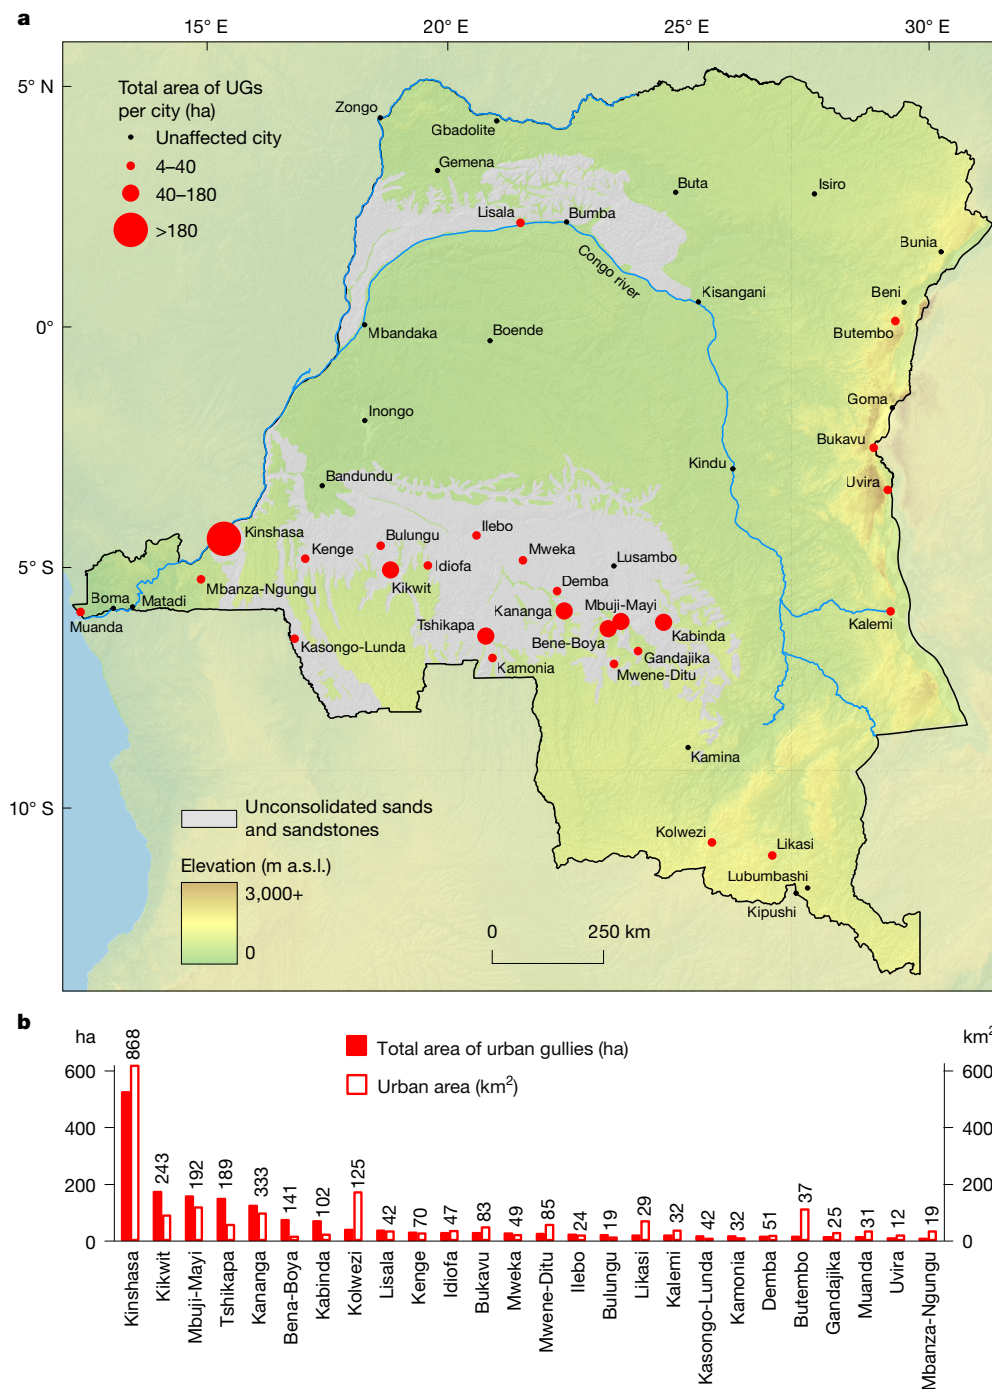 a
15° E
20° E
25° E
30° E
5° N
0°
5° S
10° S
Total area of UGs
per city (ha)
Unaffected city
4–40
40–180
>180
Zongo
Gbadolite
Gemena
Buta
Isiro
Lisala
Bumba
Bunia
Congo river
Kisangani
Beni
Mbandaka
Boende
Butembo
Goma
Inongo
Bukavu
Kindu
Bandundu
Uvira
Kinshasa
Kenge
Bulungu
Ilebo
Mweka
Lusambo
Idiofa
Mbanza-Ngungu
Kikwit
Demba
Boma
Matadi
Kananga
Mbuji-Mayi
Muanda
Kalemi
Tshikapa
Bene-Boya
Kabinda
Kasongo-Lunda
Kamonia
Gandajika
Mwene-Ditu
Kamina
Unconsolidated sands
and sandstones
Kolwezi
Likasi
Elevation (m a.s.l.)
3,000+
0
Lubumbashi
Kipushi
0
250 km
b
ha
km²
Total area of urban gullies (ha)
Urban area (km²)
600
400
200
0
600
400
200
0
868
243
192
189
333
141
102
125
42
70
47
83
49
85
24
19
29
32
42
32
51
37
25
31
12
19
Kinshasa
Kikwit
Mbuji-Mayi
Tshikapa
Kananga
Bena-Boya
Kabinda
Kolwezi
Lisala
Kenge
Idiofa
Bukavu
Mweka
Mwene-Ditu
Ilebo
Bulungu
Likasi
Kalemi
Kasongo-Lunda
Kamonia
Demba
Butembo
Gandajika
Muanda
Uvira
Mbanza-Ngungu